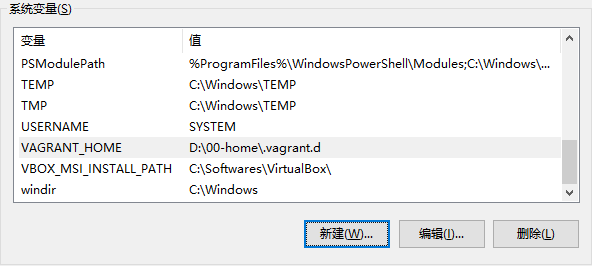 系统变量(S)
变量 值
PSModulePath %ProgramFiles%\WindowsPowerShell\Modules;C:\Windows\...
TEMP C:\Windows\TEMP
TMP C:\Windows\TEMP
USERNAME SYSTEM
VAGRANT_HOME D:\00-home\.vagrant.d
VBOX_MSI_INSTALL_PATH C:\Softwares\VirtualBox\
windir C:\Windows
新建(W)... 编辑(I)... 删除(L)